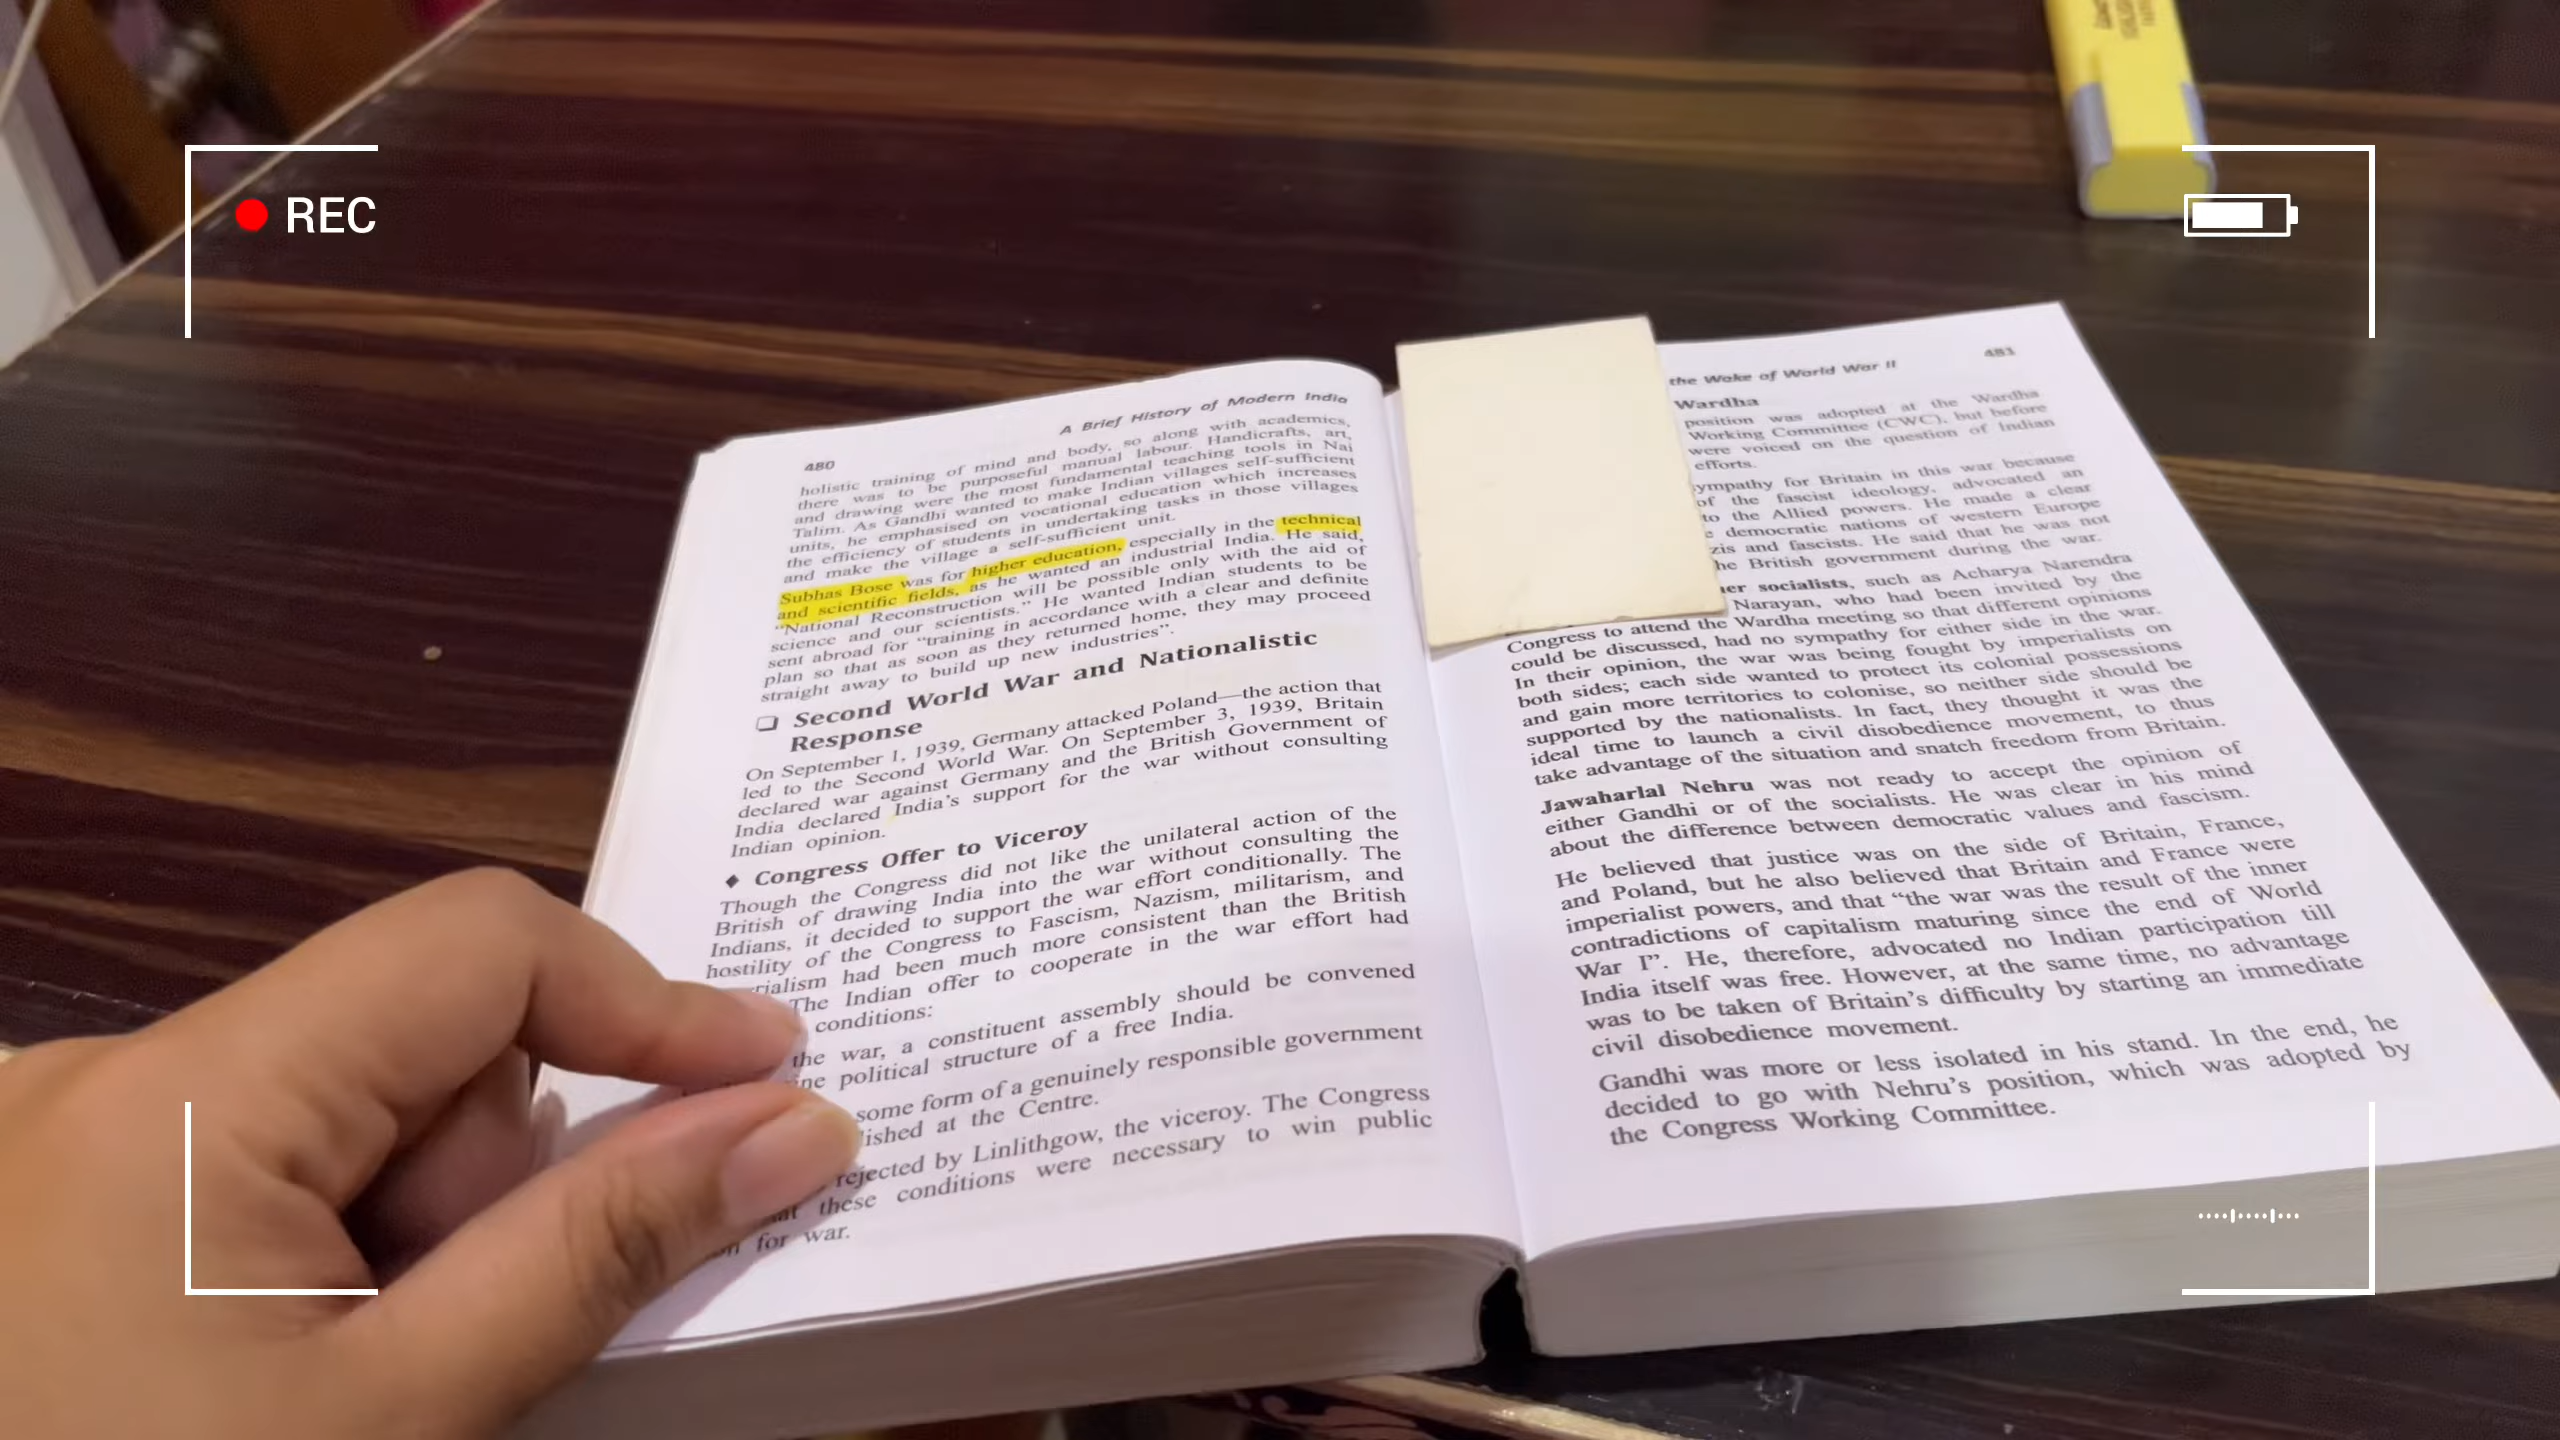 REC
480
A Brief History of Modern India
holistic training of mind and body, so along with academics,
there was to be purposeful manual labour. Handicrafts, art,
and drawing were the most fundamental teaching tools in Nai
Talim. As Gandhi wanted to make Indian villages self-sufficient
units, he emphasised on vocational education which increases
the efficiency of students in undertaking tasks in those villages
and make the village a self-sufficient unit.
Subhas Bose was for higher education, especially in the technical
and scientific fields, as he wanted an industrial India. He said,
“National Reconstruction will be possible only with the aid of
science and our scientists.” He wanted Indian students to be
sent abroad for “training in accordance with a clear and definite
plan so that as soon as they returned home, they may proceed
straight away to build up new industries”.
❑ Second World War and Nationalistic
Response
On September 1, 1939, Germany attacked Poland—the action that
led to the Second World War. On September 3, 1939, Britain
declared war against Germany and the British Government of
India declared India’s support for the war without consulting
Indian opinion.
◆ Congress Offer to Viceroy
Though the Congress did not like the unilateral action of the
British of drawing India into the war without consulting the
Indians, it decided to support the war effort conditionally. The
hostility of the Congress to Fascism, Nazism, militarism, and
rialism had been much more consistent than the British
The Indian offer to cooperate in the war effort had
conditions:
the war, a constituent assembly should be convened
ne political structure of a free India.
some form of a genuinely responsible government
lished at the Centre.
rejected by Linlithgow, the viceroy. The Congress
these conditions were necessary to win public
for war.
the Wake of World War II
481
Wardha
position was adopted at the Wardha
Working Committee (CWC), but before
were voiced on the question of Indian
efforts.
ympathy for Britain in this war because
of the fascist ideology, advocated an
to the Allied powers. He made a clear
democratic nations of western Europe
zis and fascists. He said that he was not
he British government during the war.
er socialists, such as Acharya Narendra
Narayan, who had been invited by the
Congress to attend the Wardha meeting so that different opinions
could be discussed, had no sympathy for either side in the war.
In their opinion, the war was being fought by imperialists on
both sides; each side wanted to protect its colonial possessions
and gain more territories to colonise, so neither side should be
supported by the nationalists. In fact, they thought it was the
ideal time to launch a civil disobedience movement, to thus
take advantage of the situation and snatch freedom from Britain.
Jawaharlal Nehru was not ready to accept the opinion of
either Gandhi or of the socialists. He was clear in his mind
about the difference between democratic values and fascism.
He believed that justice was on the side of Britain, France,
and Poland, but he also believed that Britain and France were
imperialist powers, and that “the war was the result of the inner
contradictions of capitalism maturing since the end of World
War I”. He, therefore, advocated no Indian participation till
India itself was free. However, at the same time, no advantage
was to be taken of Britain’s difficulty by starting an immediate
civil disobedience movement.
Gandhi was more or less isolated in his stand. In the end, he
decided to go with Nehru’s position, which was adopted by
the Congress Working Committee.